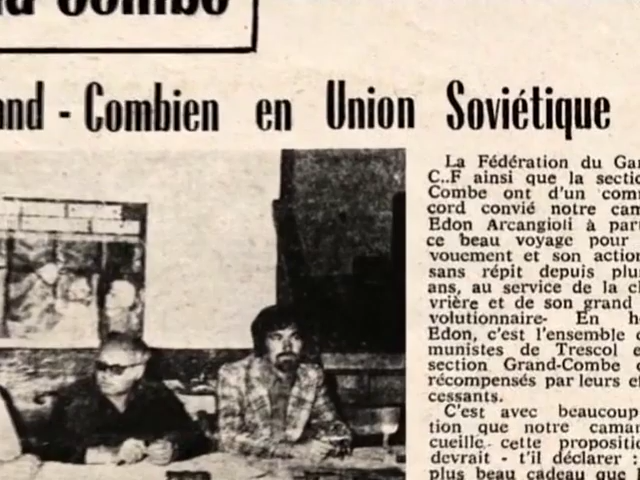 Combe
and - Combien en Union Soviétique
La Fédération du Gar
C..F ainsi que la sectio
Combe ont d'un comm
cord convié notre cam
Edon Arcangioli à part
ce beau voyage pour
vouement et son action
sans répit depuis plus
ans, au service de la cl
vrière et de son grand
volutionnaire- En ho
Edon, c'est l'ensemble d
munistes de Trescol e
section Grand-Combe
récompensés par leurs ef
cessants.
C'est avec beaucoup
tion que notre camar
cueille cette propositio
devrait - t'il déclarer :
plus beau cadeau que